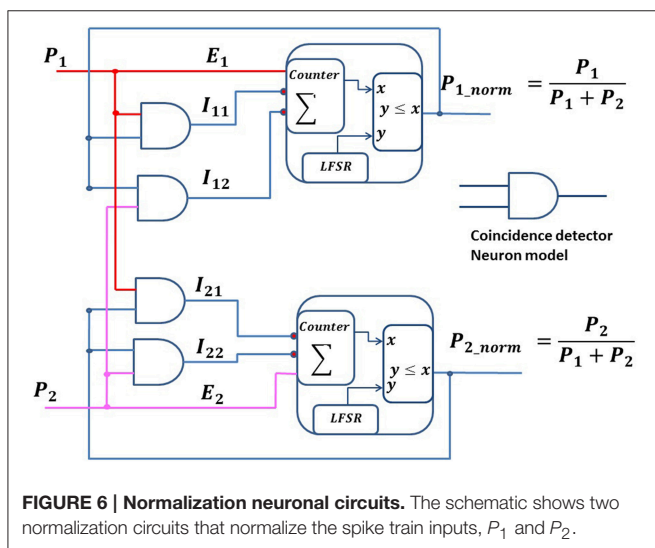 P₁
E₁
I₁₁
I₁₂
Counter
∑
x
y ≤ x
y
LFSR
P₁_norm = P₁ / (P₁ + P₂)
Coincidence detector
Neuron model
I₂₁
I₂₂
P₂
E₂
Counter
∑
x
y ≤ x
y
LFSR
P₂_norm = P₂ / (P₁ + P₂)
FIGURE 6 | Normalization neuronal circuits. The schematic shows two
normalization circuits that normalize the spike train inputs, P₁ and P₂.